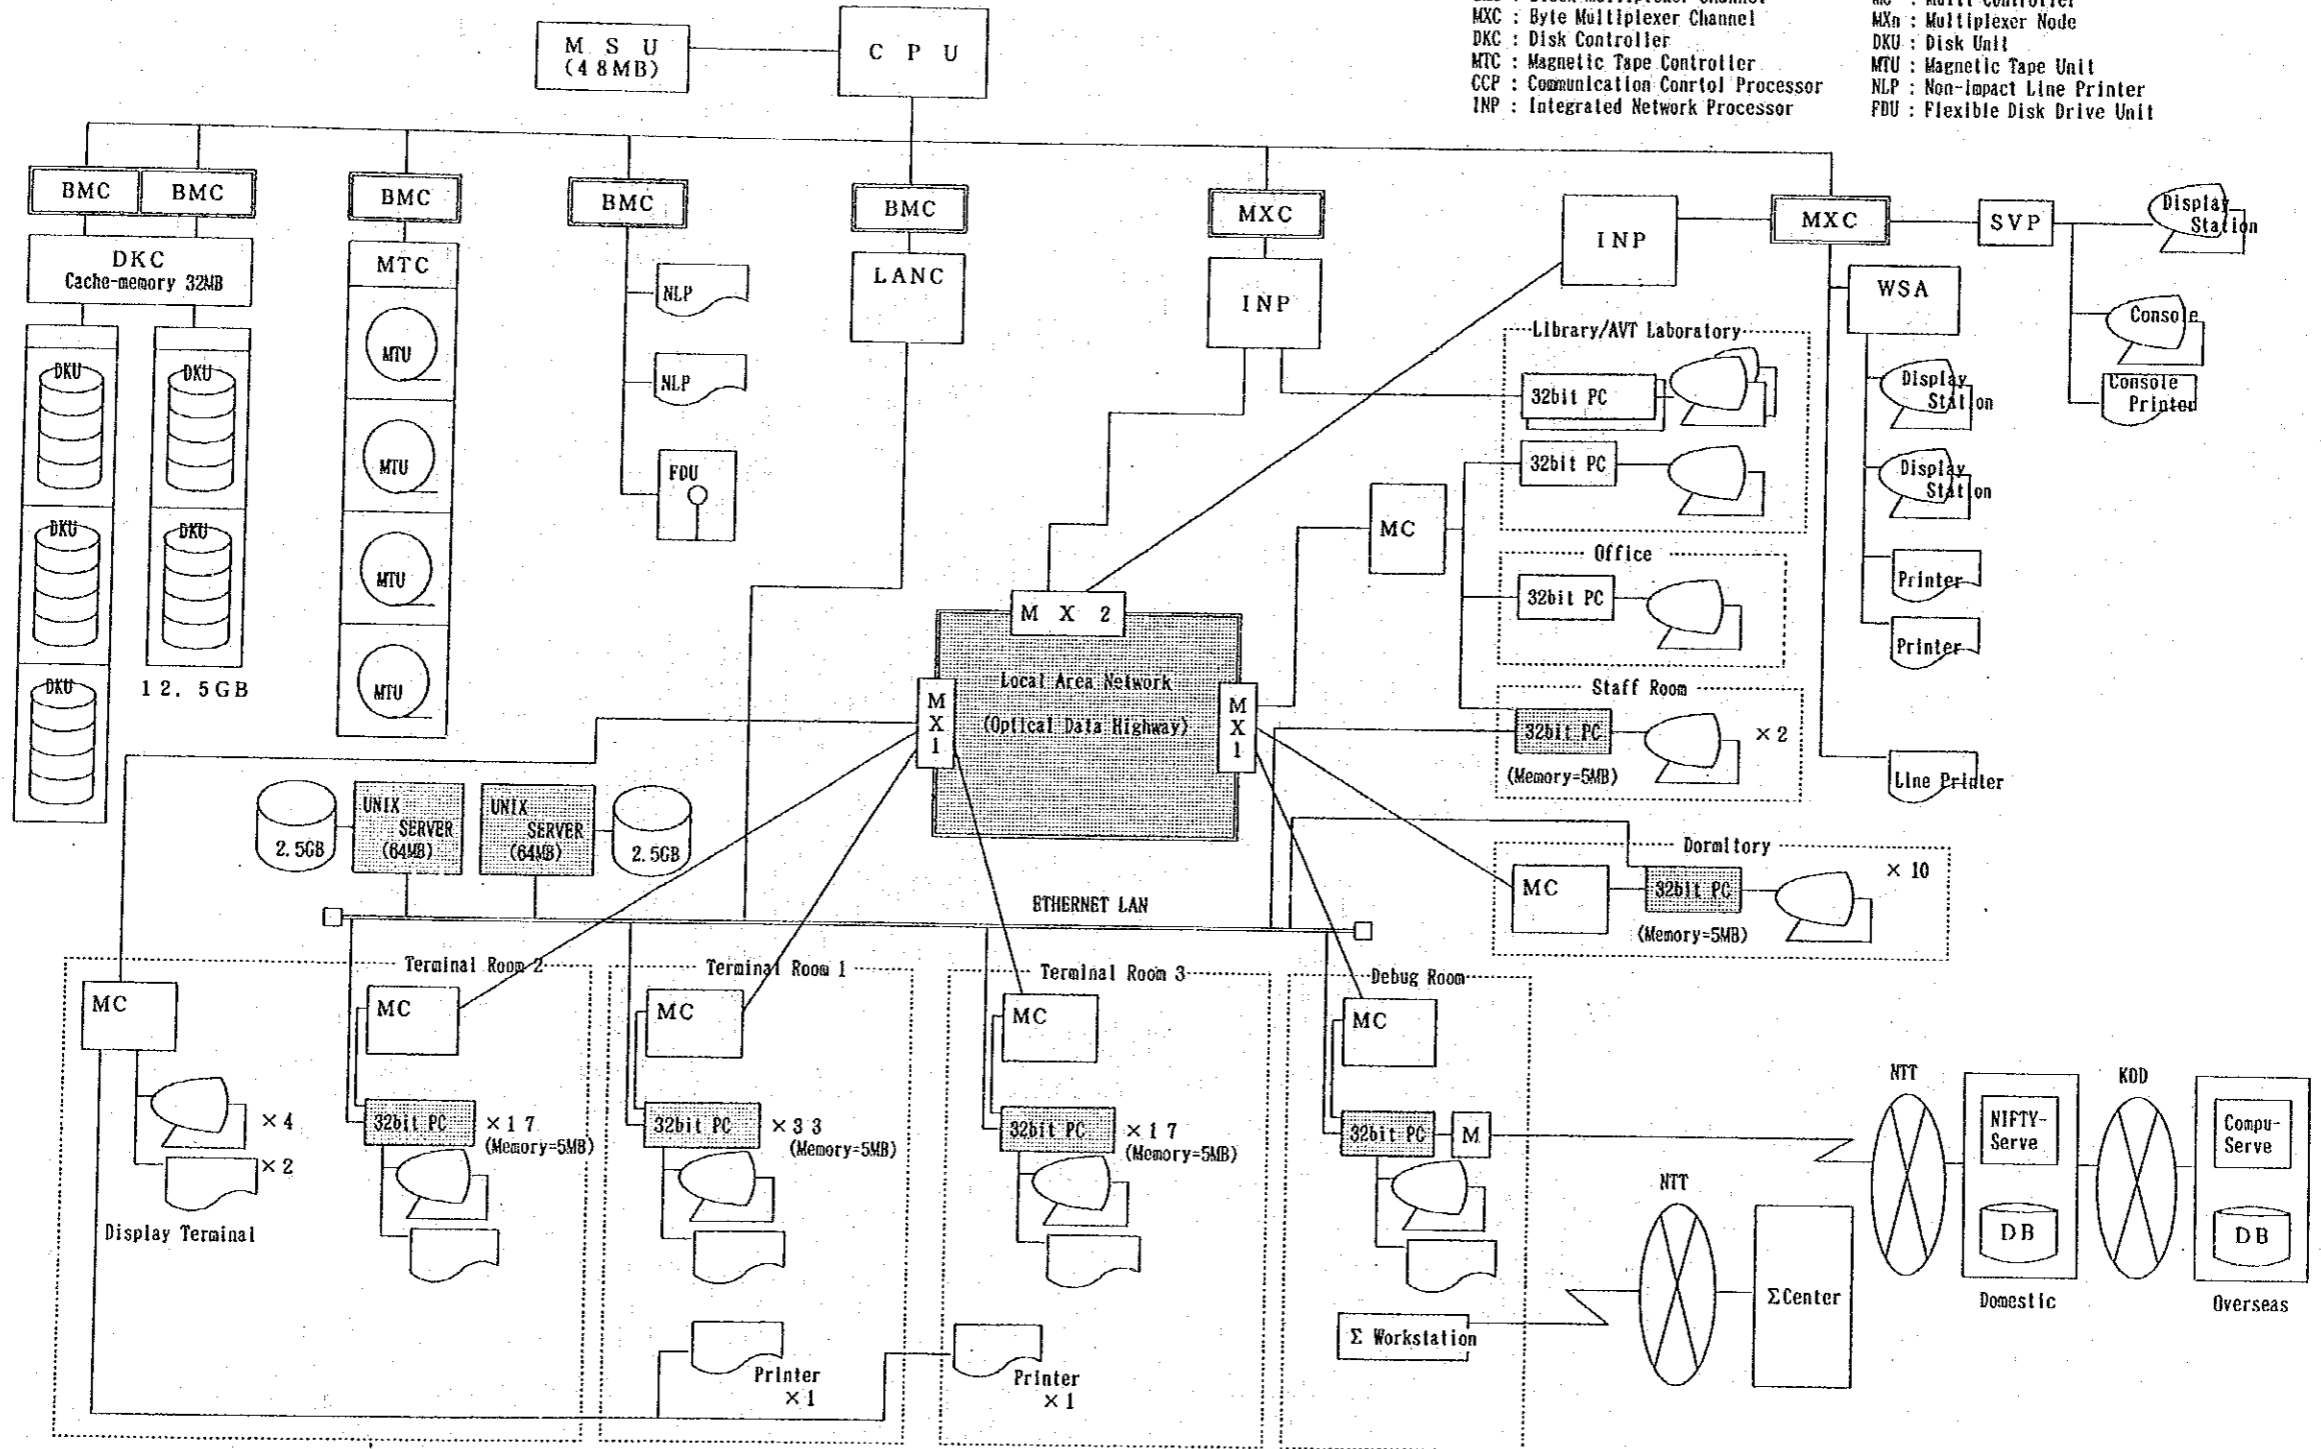 MXC : Byte Multiplexer Channel
DKC : Disk Controller
MTC : Magnetic Tape Controller
CCP : Communication Conrtol Processor
INP : Integrated Network Processor
MXn : Multiplexer Node
DKU : Disk Unit
MTU : Magnetic Tape Unit
NLP : Non-impact Line Printer
FDU : Flexible Disk Drive Unit
M S U
(48MB)
C P U
BMC
BMC
BMC
BMC
BMC
MXC
MXC
DKC
Cache-memory 32MB
MTC
LANC
INP
INP
SVP
WSA
Display
Station
Console
Console
Printer
Display
Station
Display
Station
Printer
Printer
Line Printer
NLP
NLP
FDU
DKU
DKU
DKU
DKU
DKU
12.5GB
MTU
MTU
MTU
MTU
Library/AVT Laboratory
32bit PC
32bit PC
MC
Office
32bit PC
Staff Room
32bit PC
×2
(Memory=5MB)
M X 2
Local Area Network
(Optical Data Highway)
M
X
1
M
X
1
2.5GB
UNIX
SERVER
(64MB)
UNIX
SERVER
(64MB)
2.5GB
Dormitory
MC
32bit PC
×10
(Memory=5MB)
ETHERNET LAN
Terminal Room 2
MC
×4
×2
Display Terminal
MC
32bit PC
×17
(Memory=5MB)
Terminal Room 1
MC
32bit PC
×33
(Memory=5MB)
Printer
×1
Terminal Room 3
MC
32bit PC
×17
(Memory=5MB)
Printer
×1
Debug Room
MC
32bit PC
M
Σ Workstation
NTT
ΣCenter
NTT
NIFTY-
Serve
DB
Domestic
KDD
Compu-
Serve
DB
Overseas